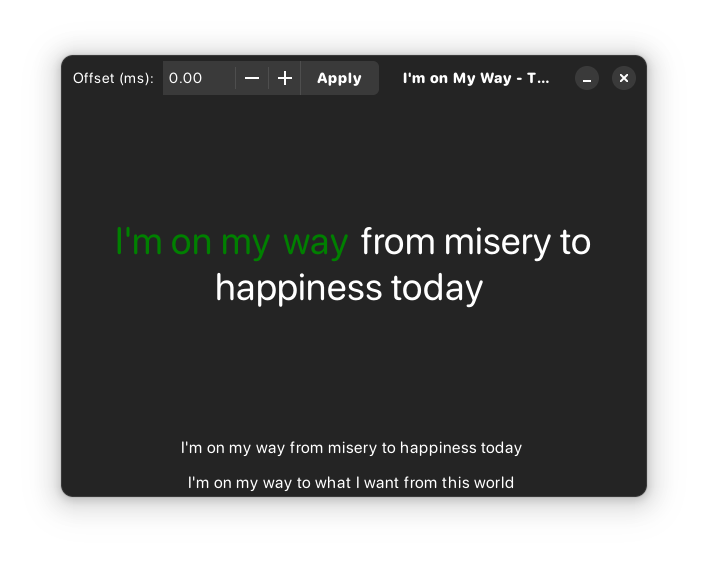 Offset (ms): 0.00 Apply I'm on My Way - T...
I'm on my way from misery to
happiness today
I'm on my way from misery to happiness today
I'm on my way to what I want from this world